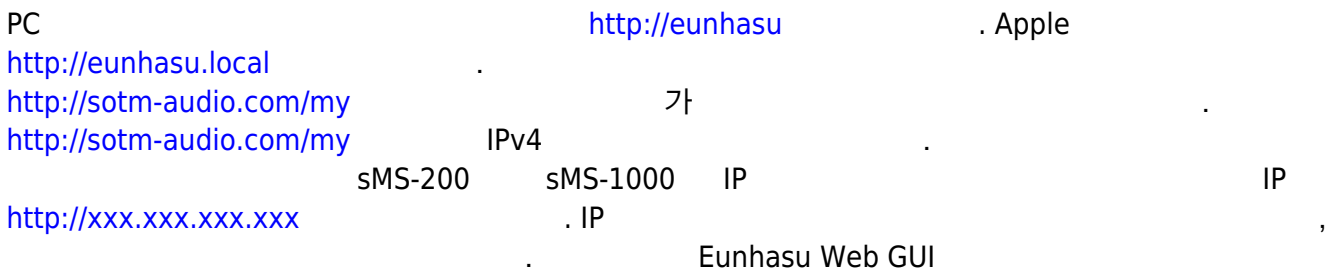 PC http://eunhasu . Apple
http://eunhasu.local .
http://sotm-audio.com/my 가 .
http://sotm-audio.com/my IPv4 .
sMS-200 sMS-1000 IP IP
http://xxx.xxx.xxx.xxx . IP ,
. Eunhasu Web GUI